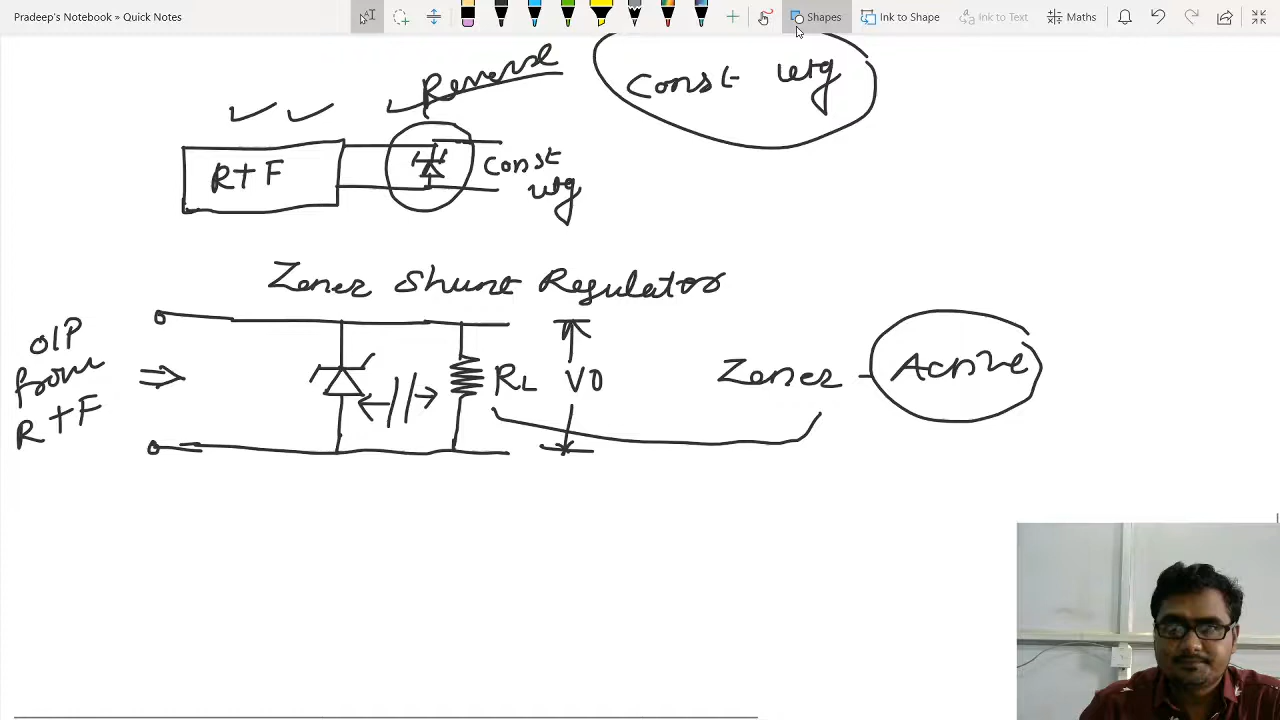 Pradeep's Notebook » Quick Notes
Shapes
Ink to Shape
Ink to Text
Maths
Reverse
Const vtg
R+F
Const
vtg
Zener Shunt Regulator
O/P
from
R+F
RL
VO
Zener - Active